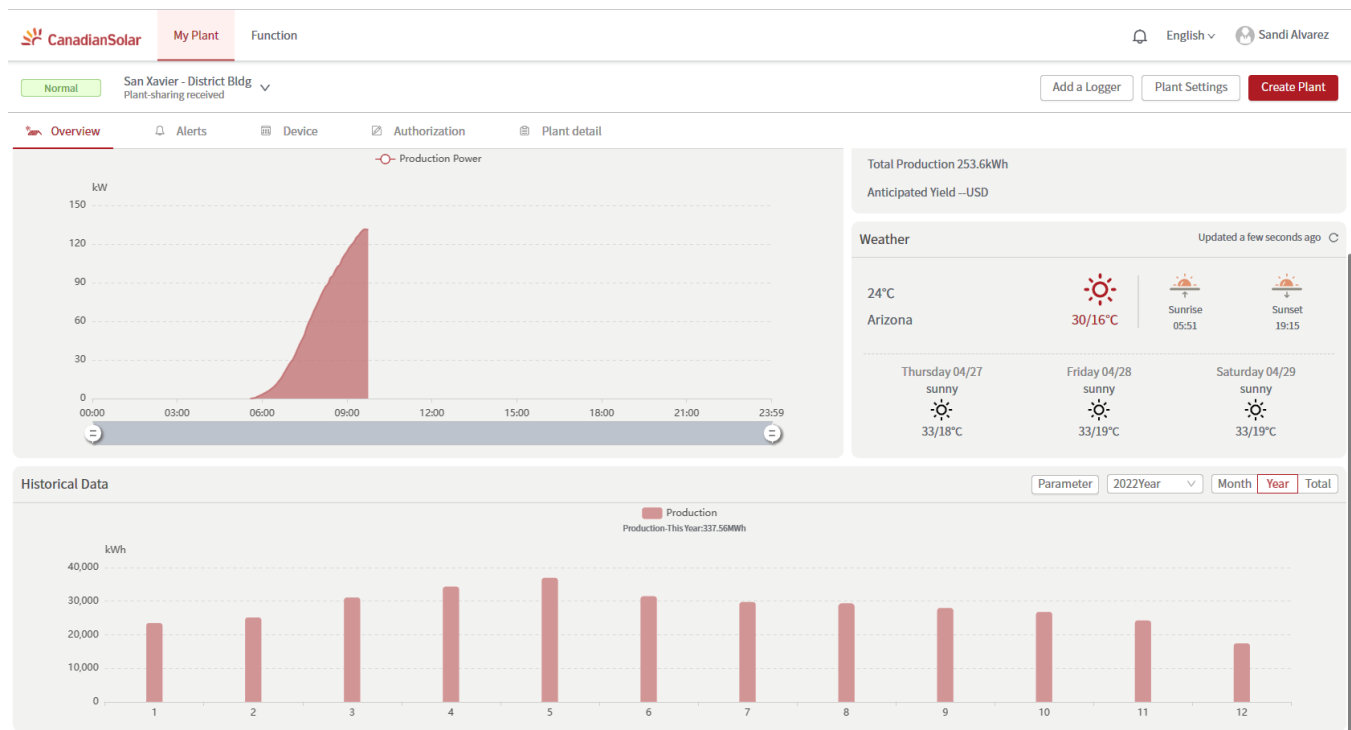 CanadianSolar My Plant Function English Sandi Alvarez
Normal San Xavier - District Bldg Add a Logger Plant Settings Create Plant
Plant-sharing received
Overview Alerts Device Authorization Plant detail
Production Power
kW
150
120
90
60
30
0
00:00 03:00 06:00 09:00 12:00 15:00 18:00 21:00 23:59
Total Production 253.6kWh
Anticipated Yield --USD
Weather Updated a few seconds ago
24°C
Arizona
30/16°C
Sunrise
05:51
Sunset
19:15
Thursday 04/27
sunny
33/18°C
Friday 04/28
sunny
33/19°C
Saturday 04/29
sunny
33/19°C
Historical Data Parameter 2022Year Month Year Total
Production
Production-This Year:337.56MWh
kWh
40,000
30,000
20,000
10,000
0
1 2 3 4 5 6 7 8 9 10 11 12